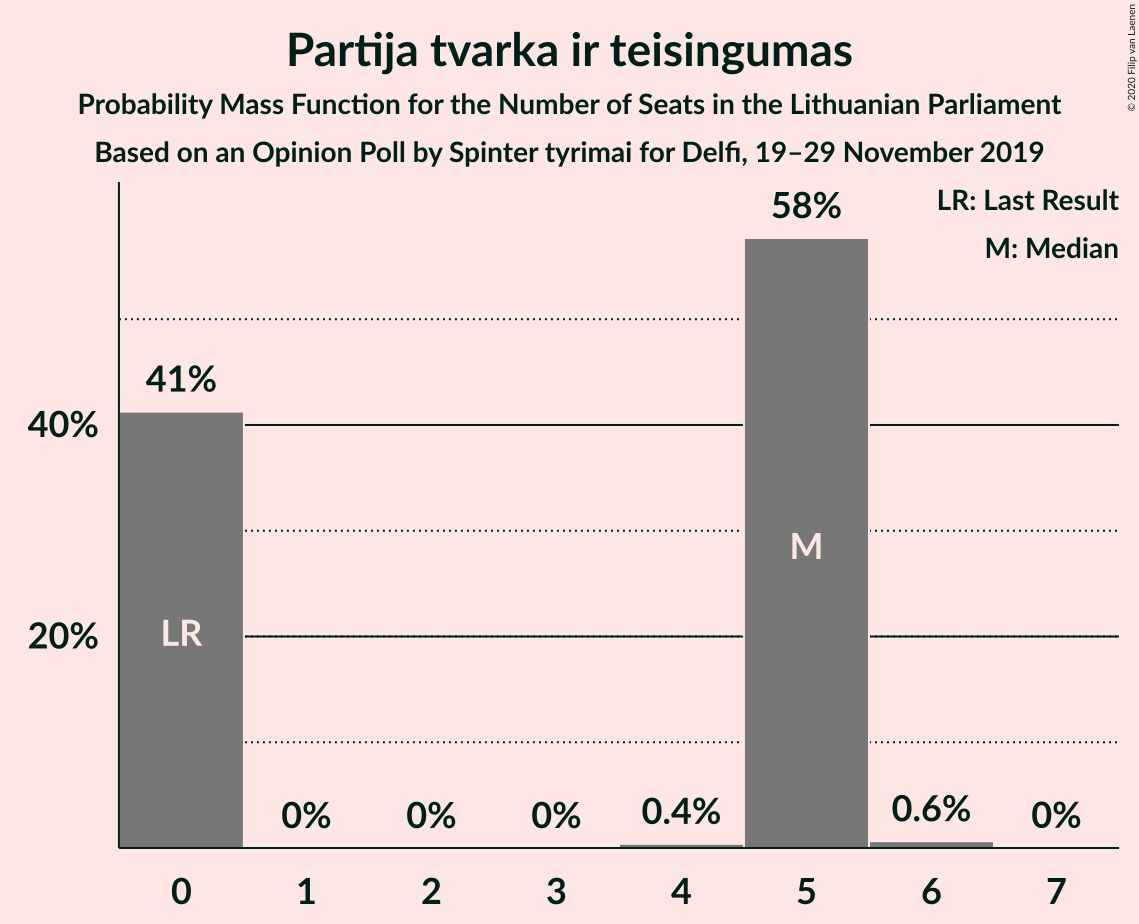 Partija tvarka ir teisingumas
Probability Mass Function for the Number of Seats in the Lithuanian Parliament
Based on an Opinion Poll by Spinter tyrimai for Delfi, 19–29 November 2019
© 2020 Filip van Laenen
LR: Last Result
M: Median
58%
41%
40%
M
LR
20%
0%
0%
0%
0.4%
0.6%
0%
0 1 2 3 4 5 6 7